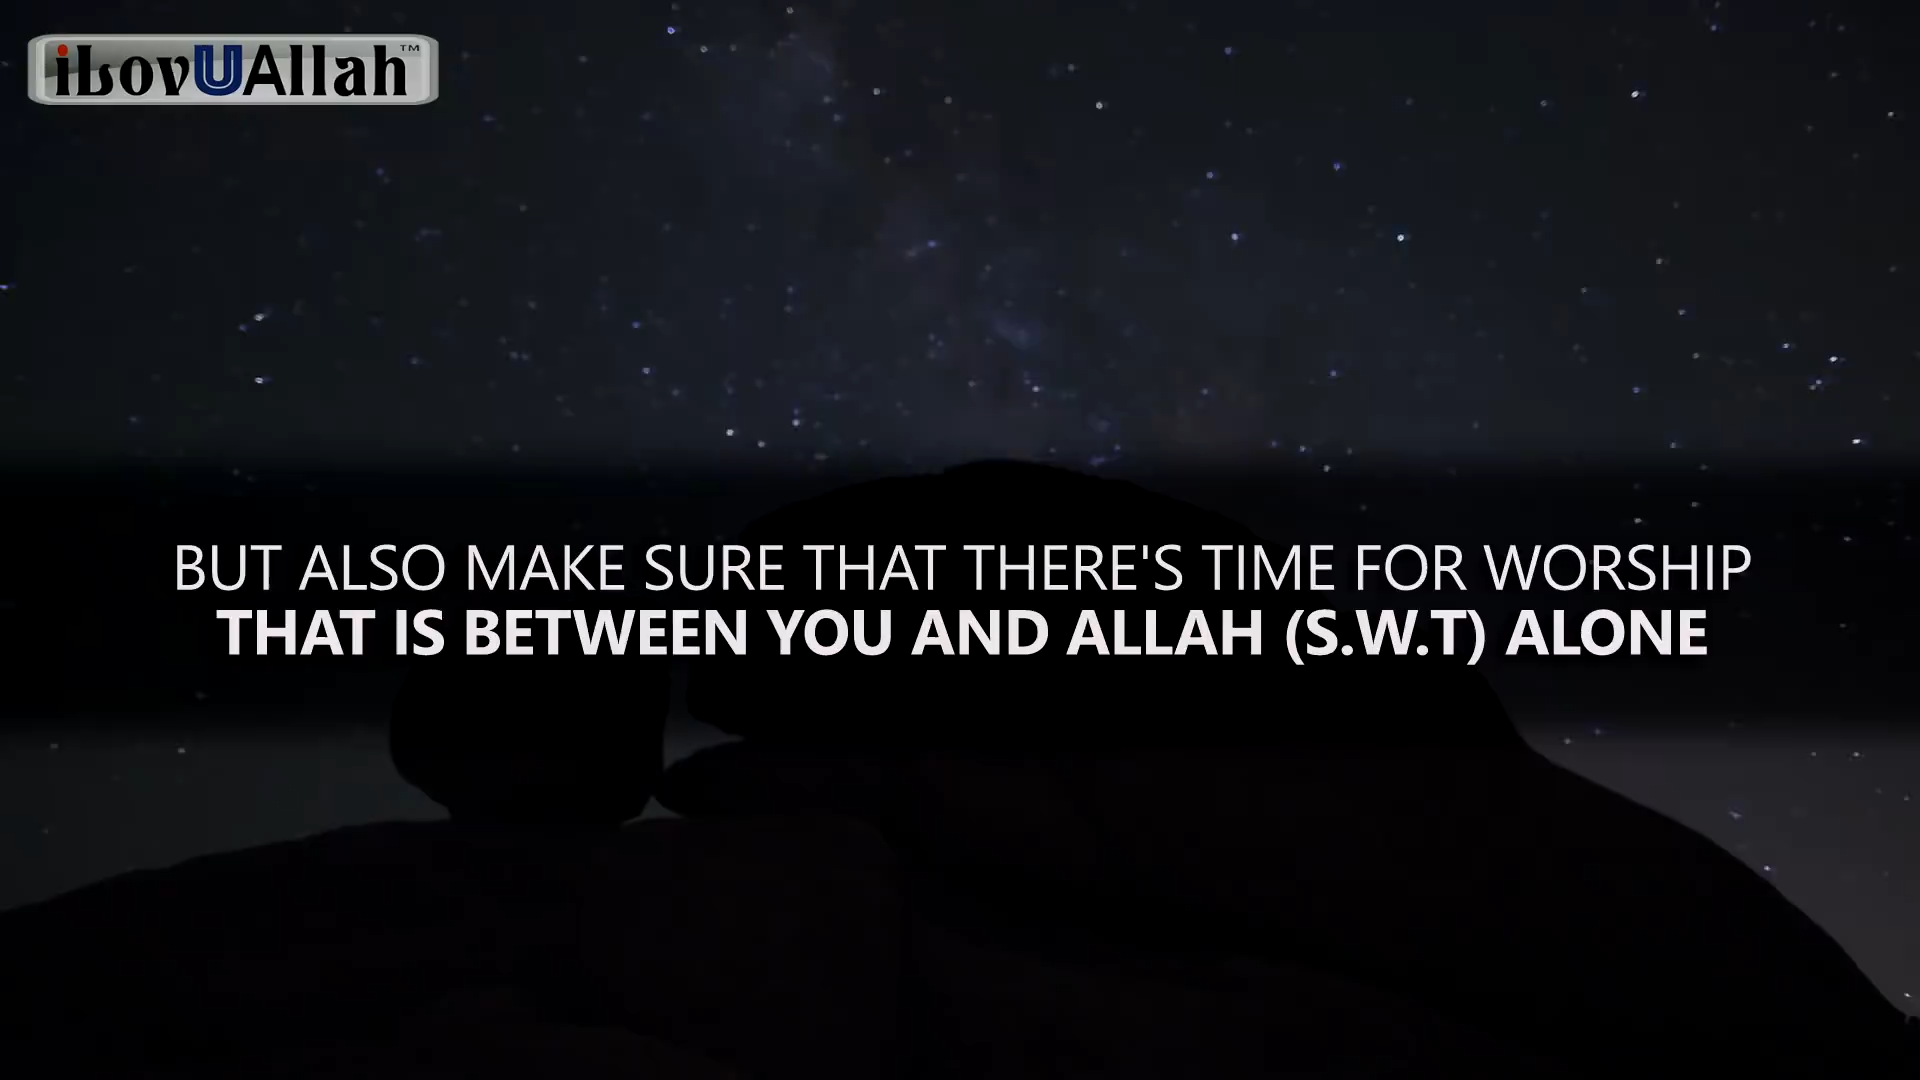 iLovUAllah™
BUT ALSO MAKE SURE THAT THERE'S TIME FOR WORSHIP
THAT IS BETWEEN YOU AND ALLAH (S.W.T) ALONE